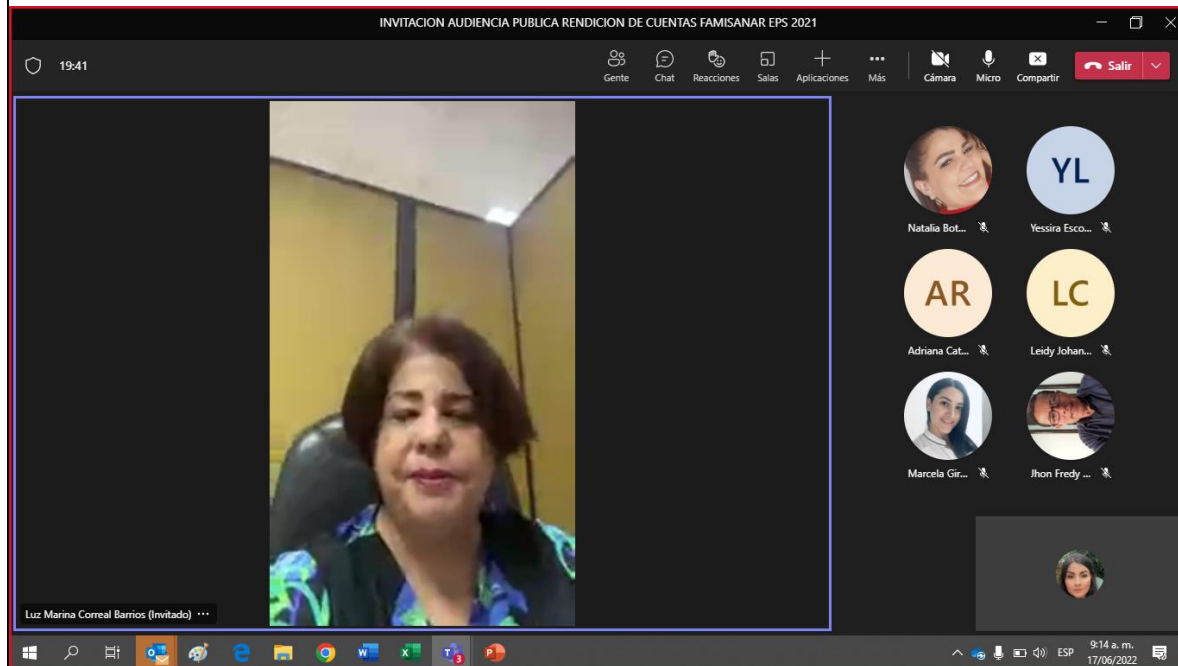 INVITACION AUDIENCIA PUBLICA RENDICION DE CUENTAS FAMISANAR EPS 2021
19:41
Gente
Chat
Reacciones
Salas
Aplicaciones
Más
Cámara
Micro
Compartir
Salir
YL
Natalia Bot...
Yessira Esco...
AR
LC
Adriana Cat...
Leidy Johan...
Marcela Gir...
Jhon Fredy ...
Luz Marina Correal Barrios (Invitado) ···
ESP
9:14 a. m.
17/06/2022